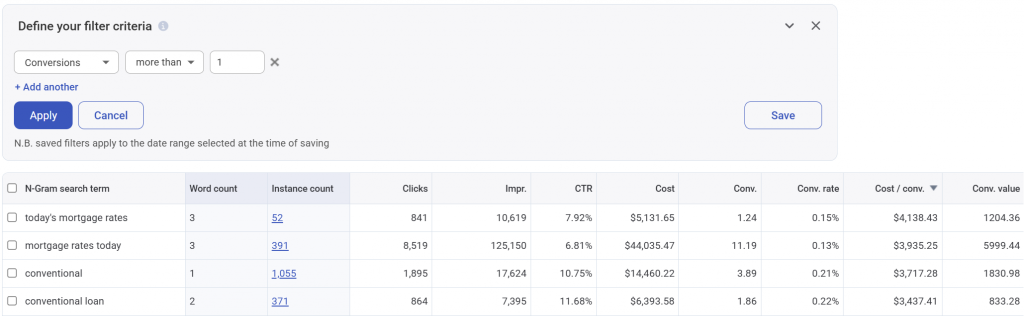 Define your filter criteria
Conversions more than 1
+ Add another
Apply Cancel Save
N.B. saved filters apply to the date range selected at the time of saving
N-Gram search term Word count Instance count Clicks Impr. CTR Cost Conv. Conv. rate Cost / conv. Conv. value
today's mortgage rates 3 52 841 10,619 7.92% $5,131.65 1.24 0.15% $4,138.43 1204.36
mortgage rates today 3 391 8,519 125,150 6.81% $44,035.47 11.19 0.13% $3,935.25 5999.44
conventional 1 1,055 1,895 17,624 10.75% $14,460.22 3.89 0.21% $3,717.28 1830.98
conventional loan 2 371 864 7,395 11.68% $6,393.58 1.86 0.22% $3,437.41 833.28